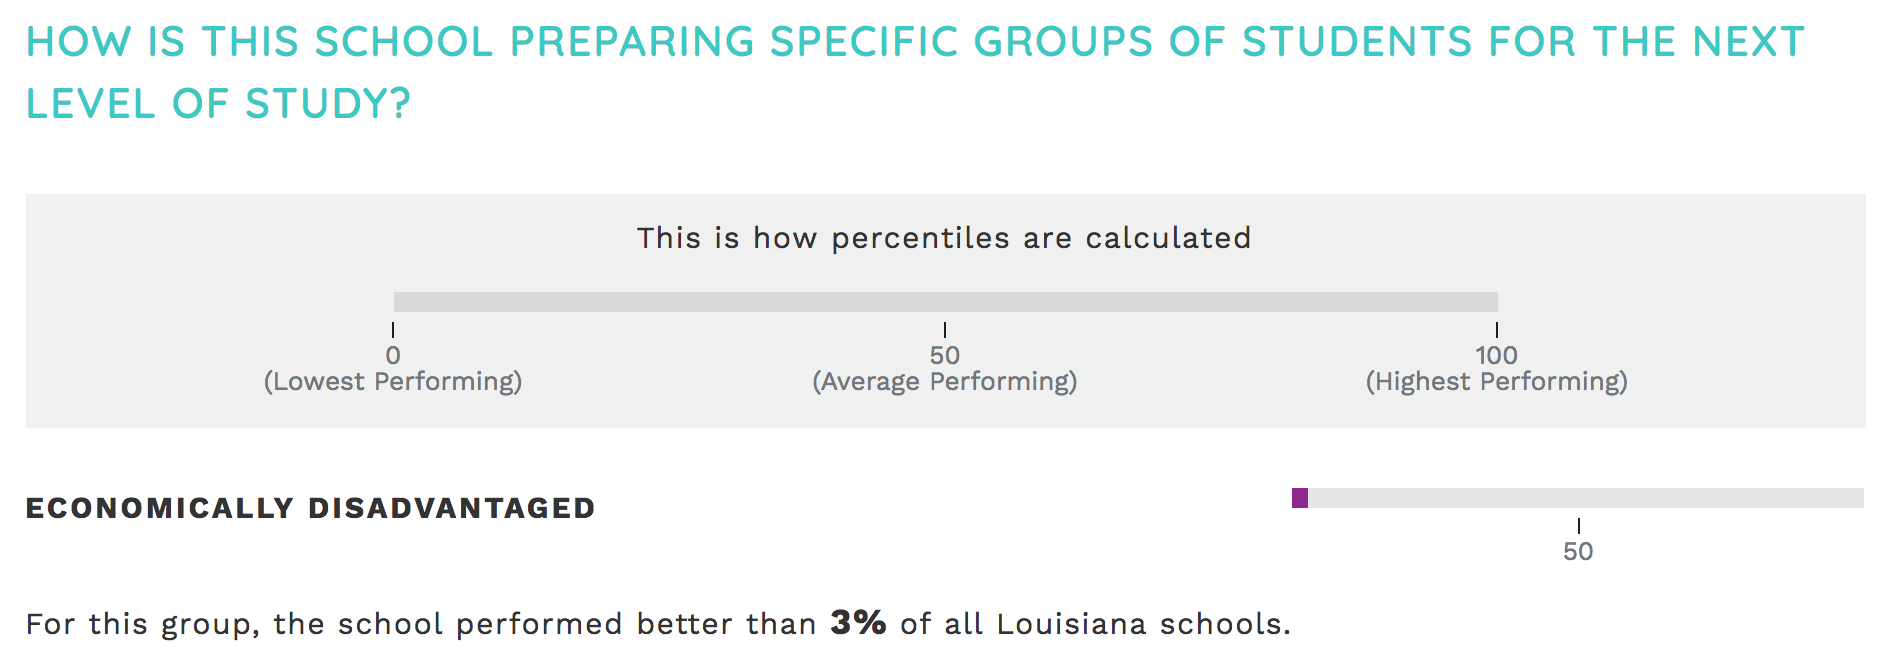 HOW IS THIS SCHOOL PREPARING SPECIFIC GROUPS OF STUDENTS FOR THE NEXT
LEVEL OF STUDY?
This is how percentiles are calculated
0 50 100
(Lowest Performing) (Average Performing) (Highest Performing)
ECONOMICALLY DISADVANTAGED
50
For this group, the school performed better than 3% of all Louisiana schools.